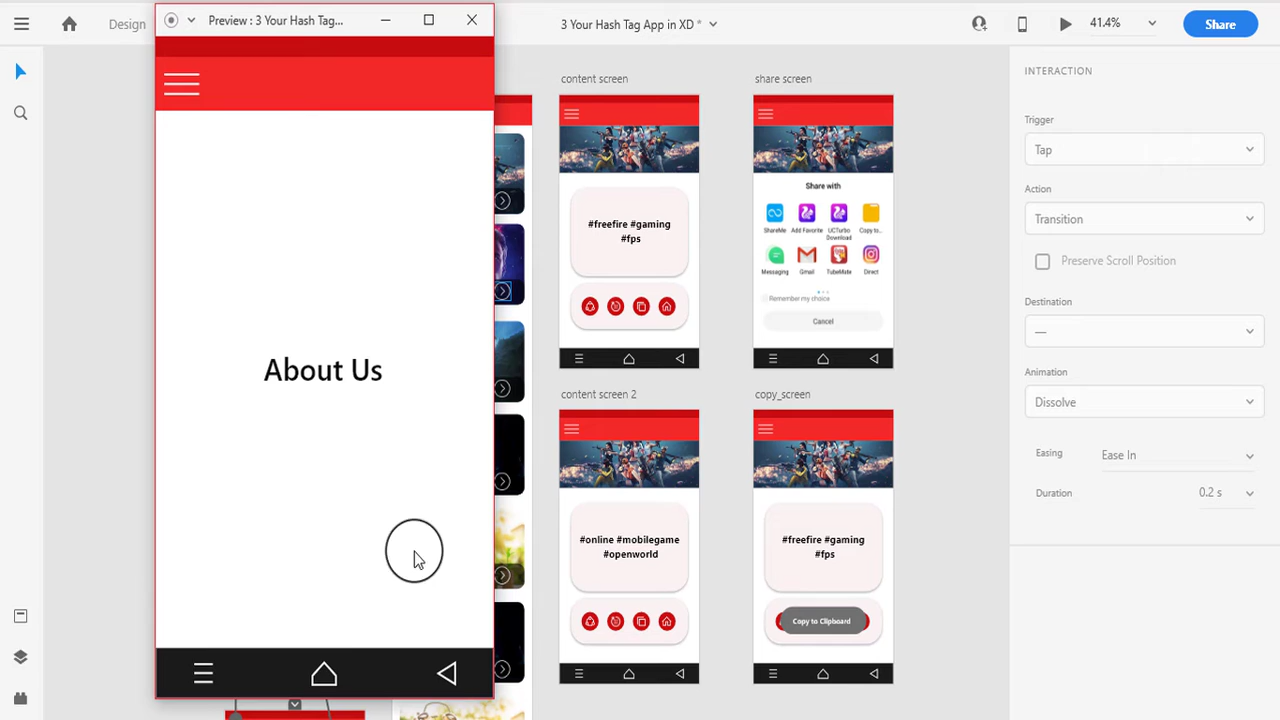 Design
Preview : 3 Your Hash Tag...
3 Your Hash Tag App in XD *
41.4%
Share
About Us
content screen
#freefire #gaming
#fps
share screen
Share with
ShareMe
Add Favorite
UCTurbo
Download
Copy to...
Messaging
Gmail
TubeMate
Direct
Remember my choice
Cancel
content screen 2
#online #mobilegame
#openworld
copy_screen
#freefire #gaming
#fps
Copy to Clipboard
INTERACTION
Trigger
Tap
Action
Transition
Preserve Scroll Position
Destination
—
Animation
Dissolve
Easing
Ease In
Duration
0.2 s